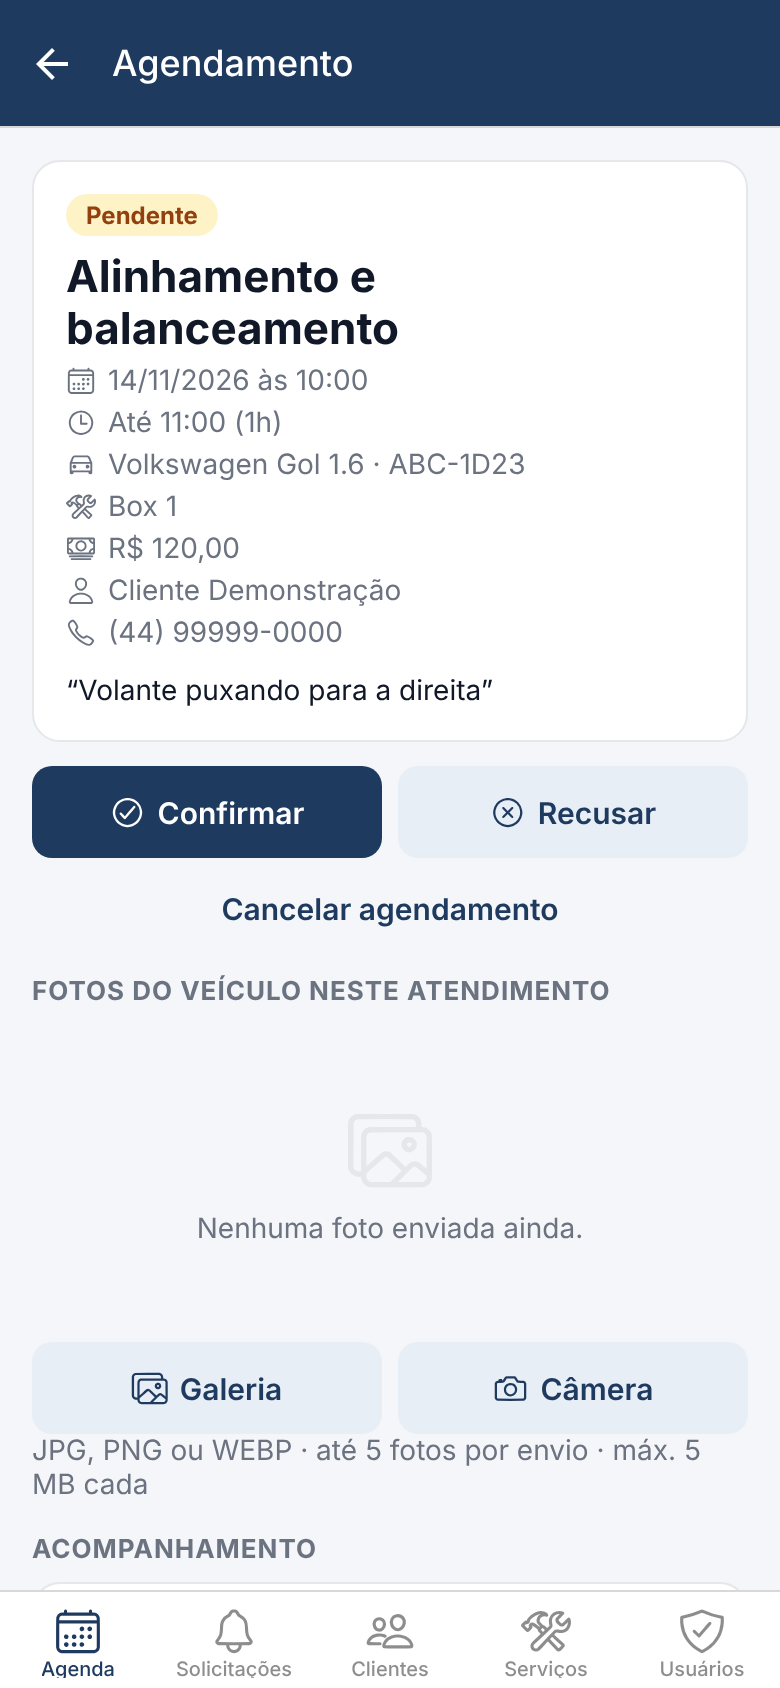 Agendamento
Pendente
Alinhamento e
balanceamento
14/11/2026 às 10:00
Até 11:00 (1h)
Volkswagen Gol 1.6 · ABC-1D23
Box 1
R$ 120,00
Cliente Demonstração
(44) 99999-0000
“Volante puxando para a direita”
Confirmar
Recusar
Cancelar agendamento
FOTOS DO VEÍCULO NESTE ATENDIMENTO
Nenhuma foto enviada ainda.
Galeria
Câmera
JPG, PNG ou WEBP · até 5 fotos por envio · máx. 5
MB cada
ACOMPANHAMENTO
Agenda
Solicitações
Clientes
Serviços
Usuários